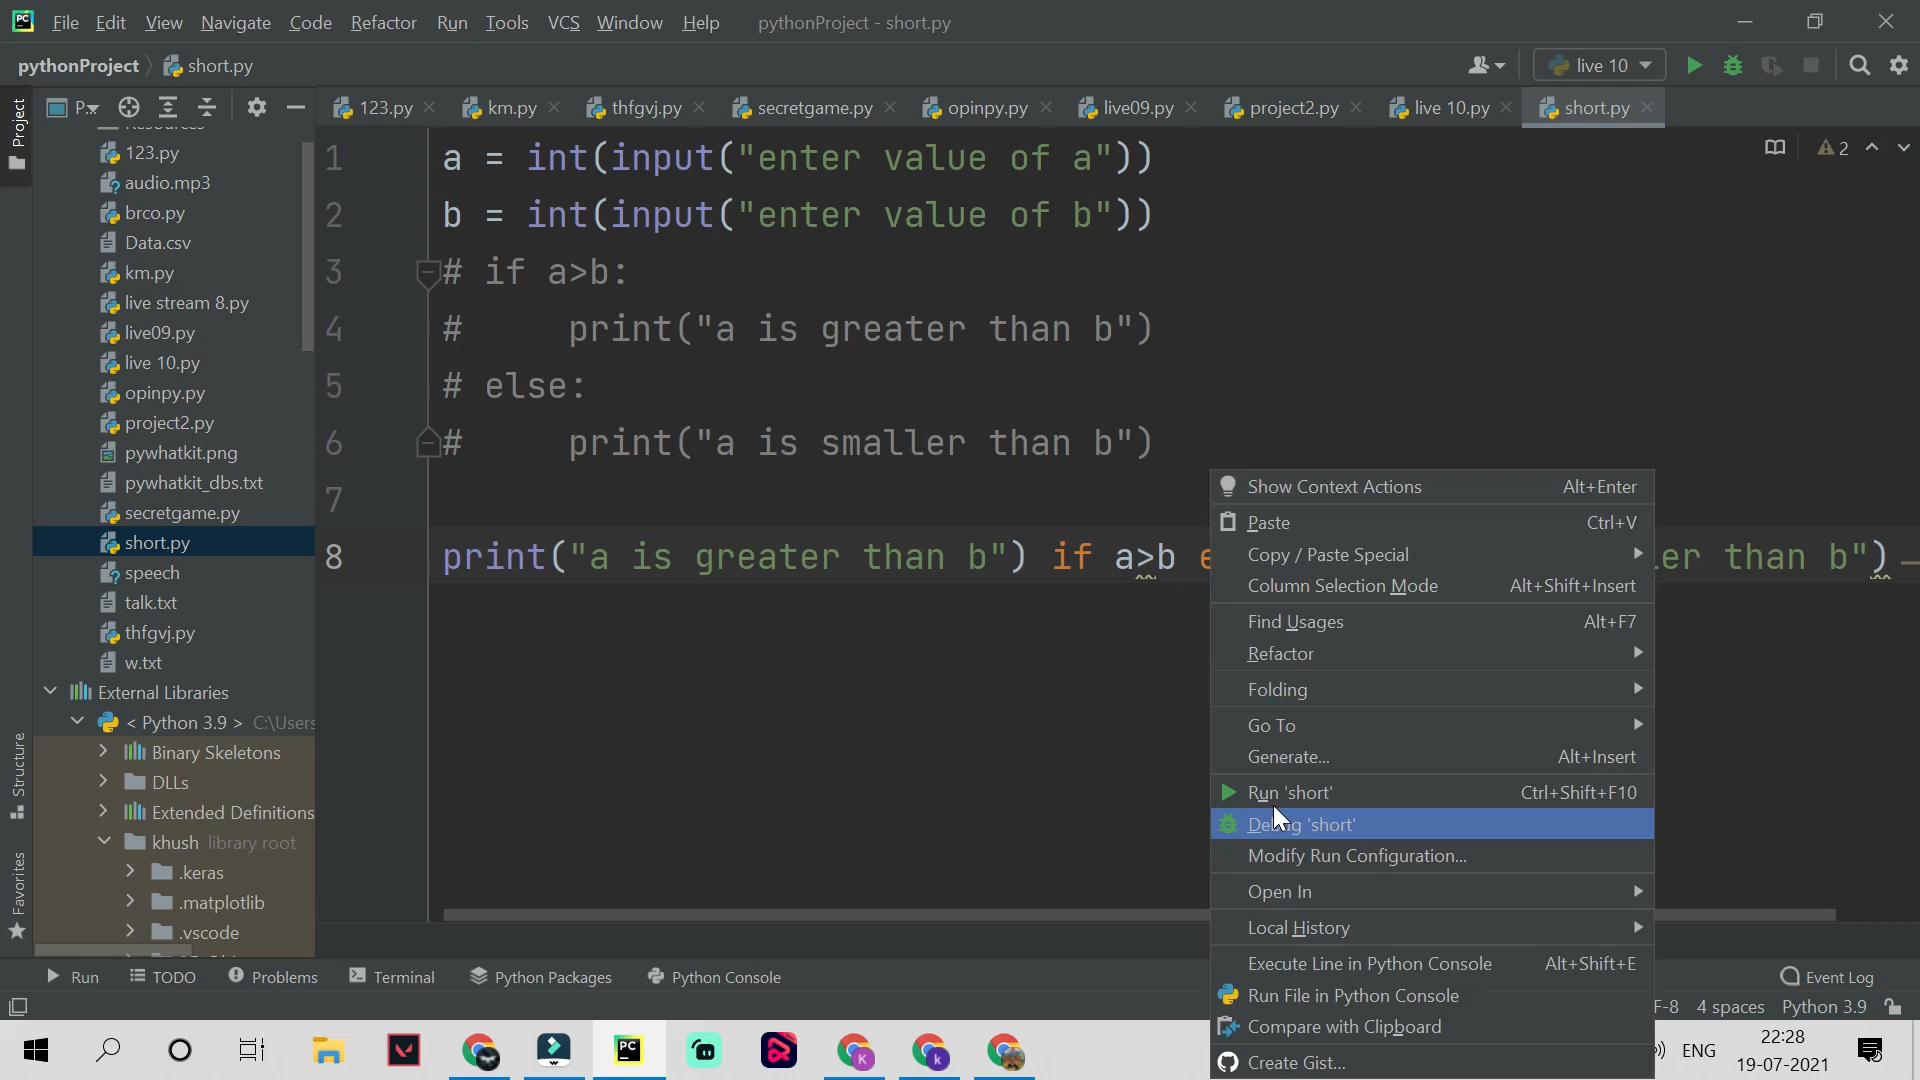 File Edit View Navigate Code Refactor Run Tools VCS Window Help pythonProject - short.py
pythonProject short.py
live 10
Project
P...
123.py
km.py
thfgvj.py
secretgame.py
opinpy.py
live09.py
project2.py
live 10.py
short.py
Resources
123.py
audio.mp3
brco.py
Data.csv
km.py
live stream 8.py
live09.py
live 10.py
opinpy.py
project2.py
pywhatkit.png
pywhatkit_dbs.txt
secretgame.py
short.py
speech
talk.txt
thfgvj.py
w.txt
External Libraries
< Python 3.9 > C:\Users
Binary Skeletons
DLLs
Extended Definitions
khush library root
.keras
.matplotlib
.vscode
Structure
Favorites
2
1 a = int(input("enter value of a"))
2 b = int(input("enter value of b"))
3 # if a>b:
4 #     print("a is greater than b")
5 # else:
6 #     print("a is smaller than b")
7
8 print("a is greater than b") if a>b e
ler than b")
Show Context Actions Alt+Enter
Paste Ctrl+V
Copy / Paste Special
Column Selection Mode Alt+Shift+Insert
Find Usages Alt+F7
Refactor
Folding
Go To
Generate... Alt+Insert
Run 'short' Ctrl+Shift+F10
Debug 'short'
Modify Run Configuration...
Open In
Local History
Execute Line in Python Console Alt+Shift+E
Run File in Python Console
Compare with Clipboard
Create Gist...
Run TODO Problems Terminal Python Packages Python Console Event Log
F-8 4 spaces Python 3.9
PC
K
k
ENG
22:28
19-07-2021